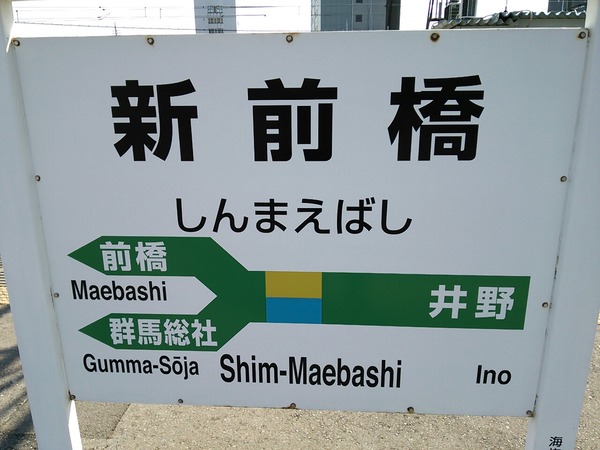 新前橋
しんまえばし
前橋
Maebashi
井野
群馬総社
Gumma-Sōja
Shim-Maebashi
Ino